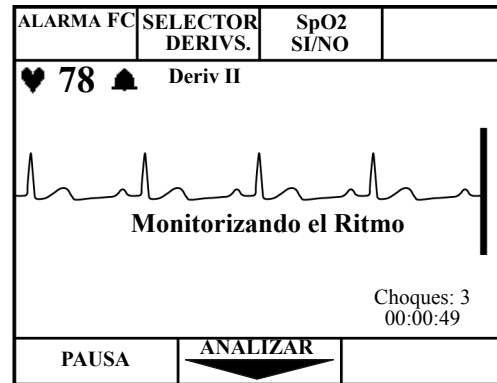 ALARMA FC
SELECTOR
DERIVS.
SpO2
SI/NO
78
Deriv II
Monitorizando el Ritmo
Choques: 3
00:00:49
PAUSA
ANALIZAR